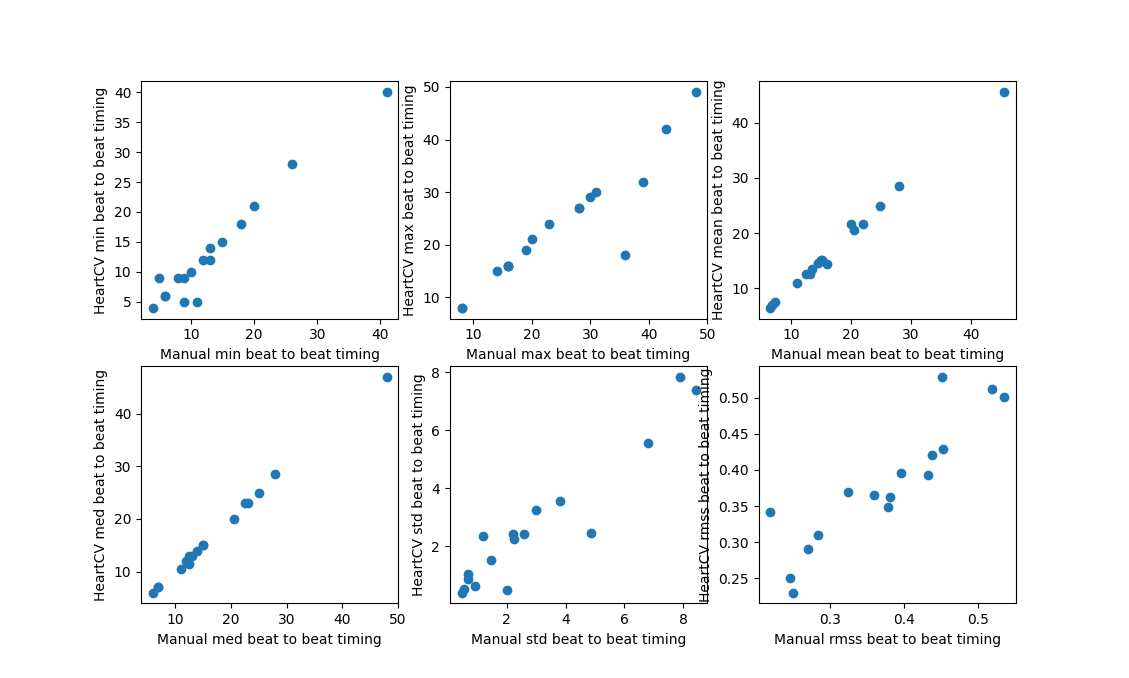 HeartCV min beat to beat timing
40
35
30
25
20
15
10
5
10 20 30 40
Manual min beat to beat timing
HeartCV max beat to beat timing
50
40
30
20
10
10 20 30 40 50
Manual max beat to beat timing
HeartCV mean beat to beat timing
40
30
20
10
10 20 30 40
Manual mean beat to beat timing
HeartCV med beat to beat timing
40
30
20
10
10 20 30 40 50
Manual med beat to beat timing
HeartCV std beat to beat timing
8
6
4
2
2 4 6 8
Manual std beat to beat timing
HeartCV rmss beat to beat timing
0.50
0.45
0.40
0.35
0.30
0.25
0.3 0.4 0.5
Manual rmss beat to beat timing